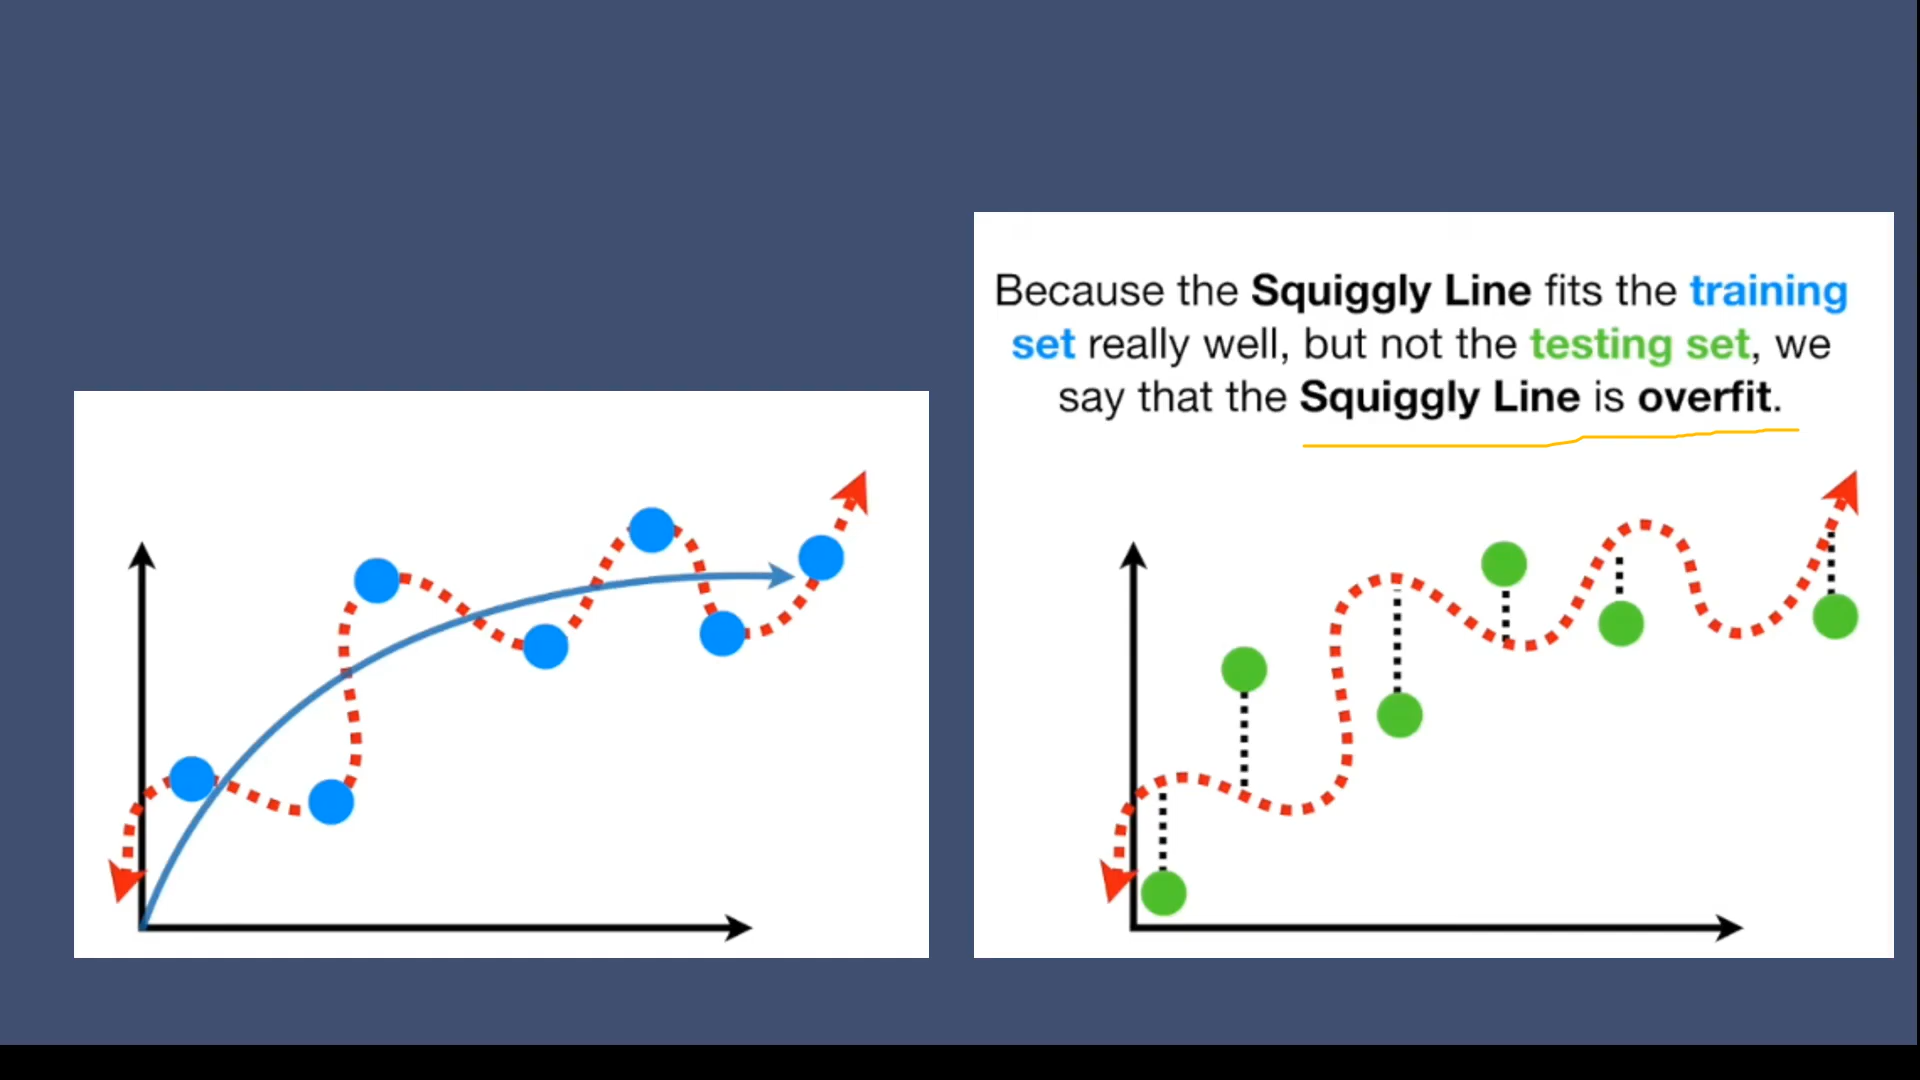 Because the Squiggly Line fits the training
set really well, but not the testing set, we
say that the Squiggly Line is overfit.